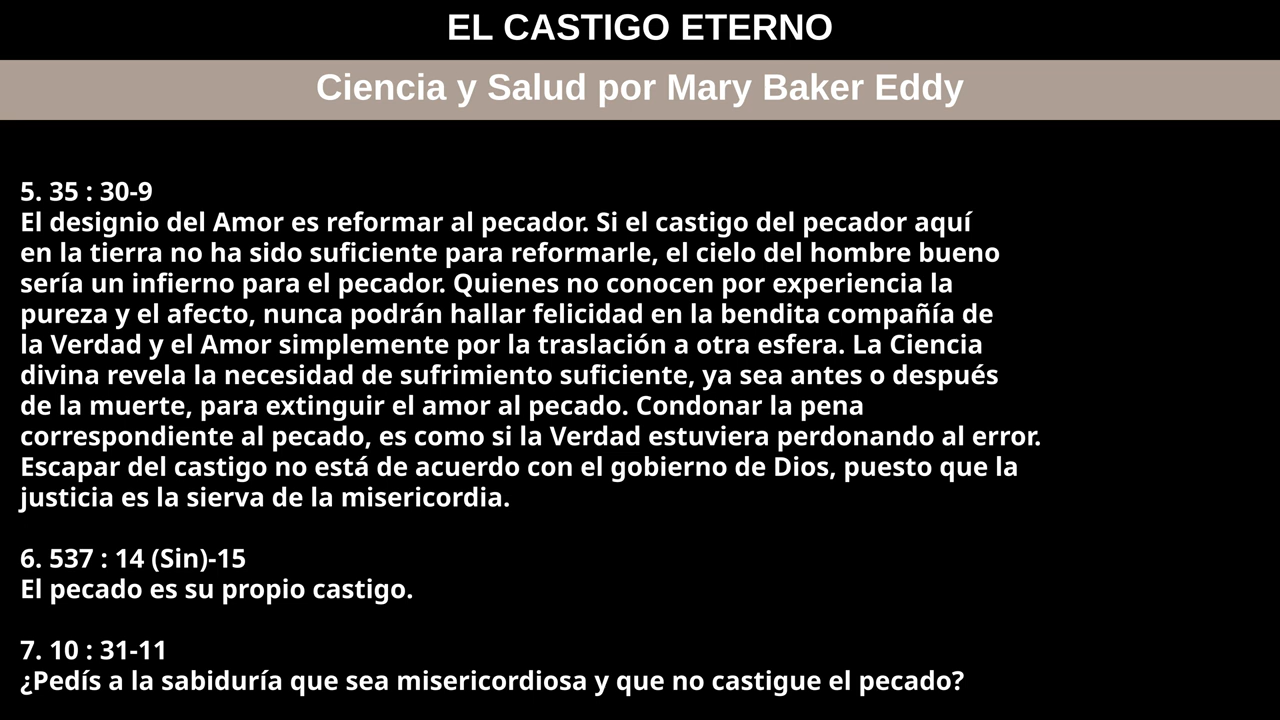 EL CASTIGO ETERNO
Ciencia y Salud por Mary Baker Eddy
5. 35 : 30-9
El designio del Amor es reformar al pecador. Si el castigo del pecador aquí
en la tierra no ha sido suficiente para reformarle, el cielo del hombre bueno
sería un infierno para el pecador. Quienes no conocen por experiencia la
pureza y el afecto, nunca podrán hallar felicidad en la bendita compañía de
la Verdad y el Amor simplemente por la traslación a otra esfera. La Ciencia
divina revela la necesidad de sufrimiento suficiente, ya sea antes o después
de la muerte, para extinguir el amor al pecado. Condonar la pena
correspondiente al pecado, es como si la Verdad estuviera perdonando al error.
Escapar del castigo no está de acuerdo con el gobierno de Dios, puesto que la
justicia es la sierva de la misericordia.
6. 537 : 14 (Sin)-15
El pecado es su propio castigo.
7. 10 : 31-11
¿Pedís a la sabiduría que sea misericordiosa y que no castigue el pecado?